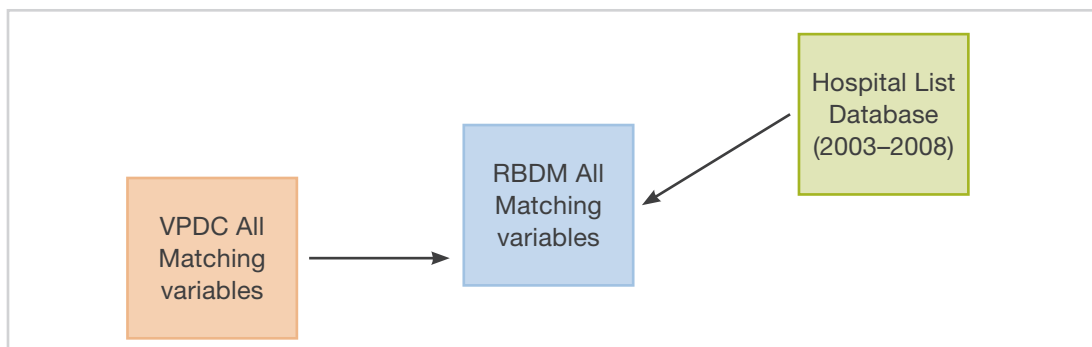 VPDC All
Matching
variables
RBDM All
Matching
variables
Hospital List
Database
(2003–2008)